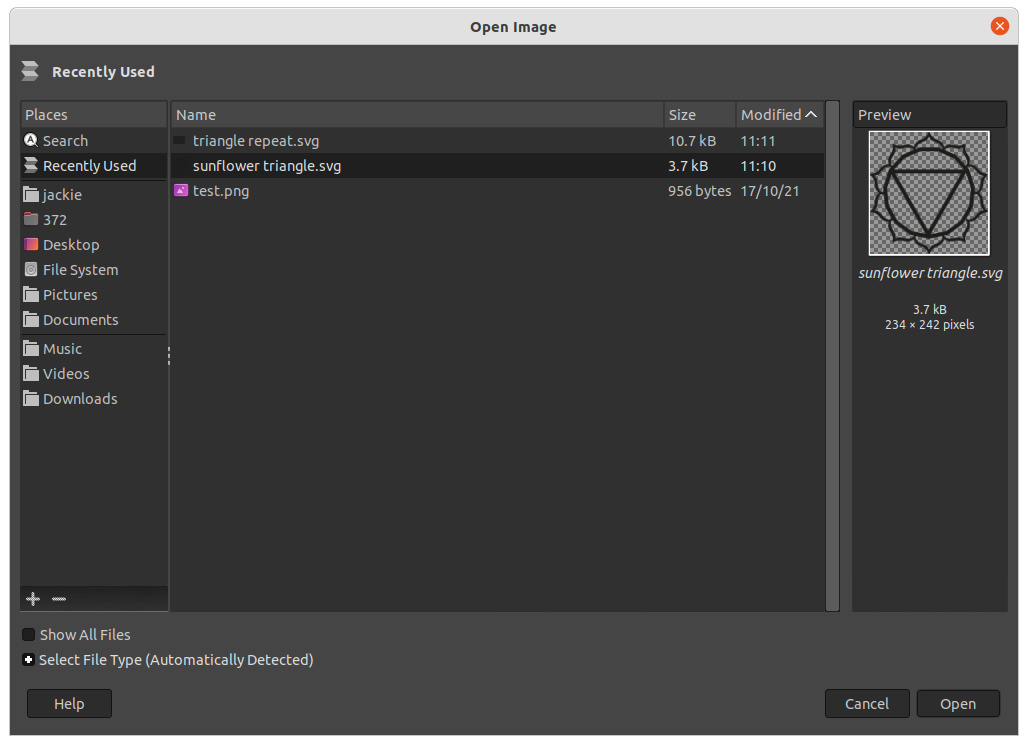 Open Image
Recently Used
Places
Search
Recently Used
jackie
372
Desktop
File System
Pictures
Documents
Music
Videos
Downloads
Name Size Modified
triangle repeat.svg 10.7 kB 11:11
sunflower triangle.svg 3.7 kB 11:10
test.png 956 bytes 17/10/21
Preview
sunflower triangle.svg
3.7 kB
234 × 242 pixels
Show All Files
Select File Type (Automatically Detected)
Help Cancel Open